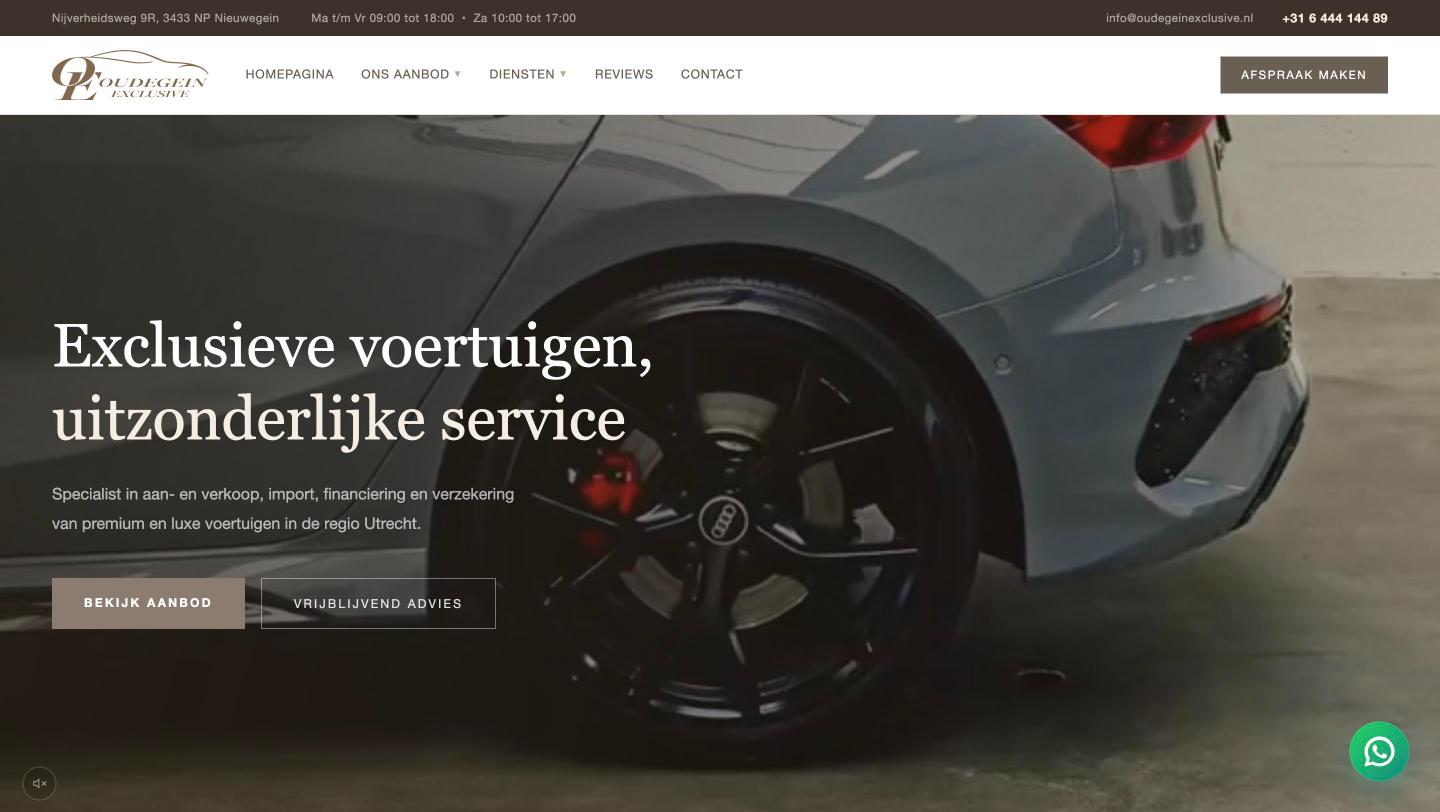 Nijverheidsweg 9R, 3433 NP Nieuwegein
Ma t/m Vr 09:00 tot 18:00 • Za 10:00 tot 17:00
info@oudegeinexclusive.nl
+31 6 444 144 89
OE OUDEGEIN
EXCLUSIVE
HOMEPAGINA
ONS AANBOD ▼
DIENSTEN ▼
REVIEWS
CONTACT
AFSPRAAK MAKEN
Exclusieve voertuigen,
uitzonderlijke service
Specialist in aan- en verkoop, import, financiering en verzekering
van premium en luxe voertuigen in de regio Utrecht.
BEKIJK AANBOD
VRIJBLIJVEND ADVIES